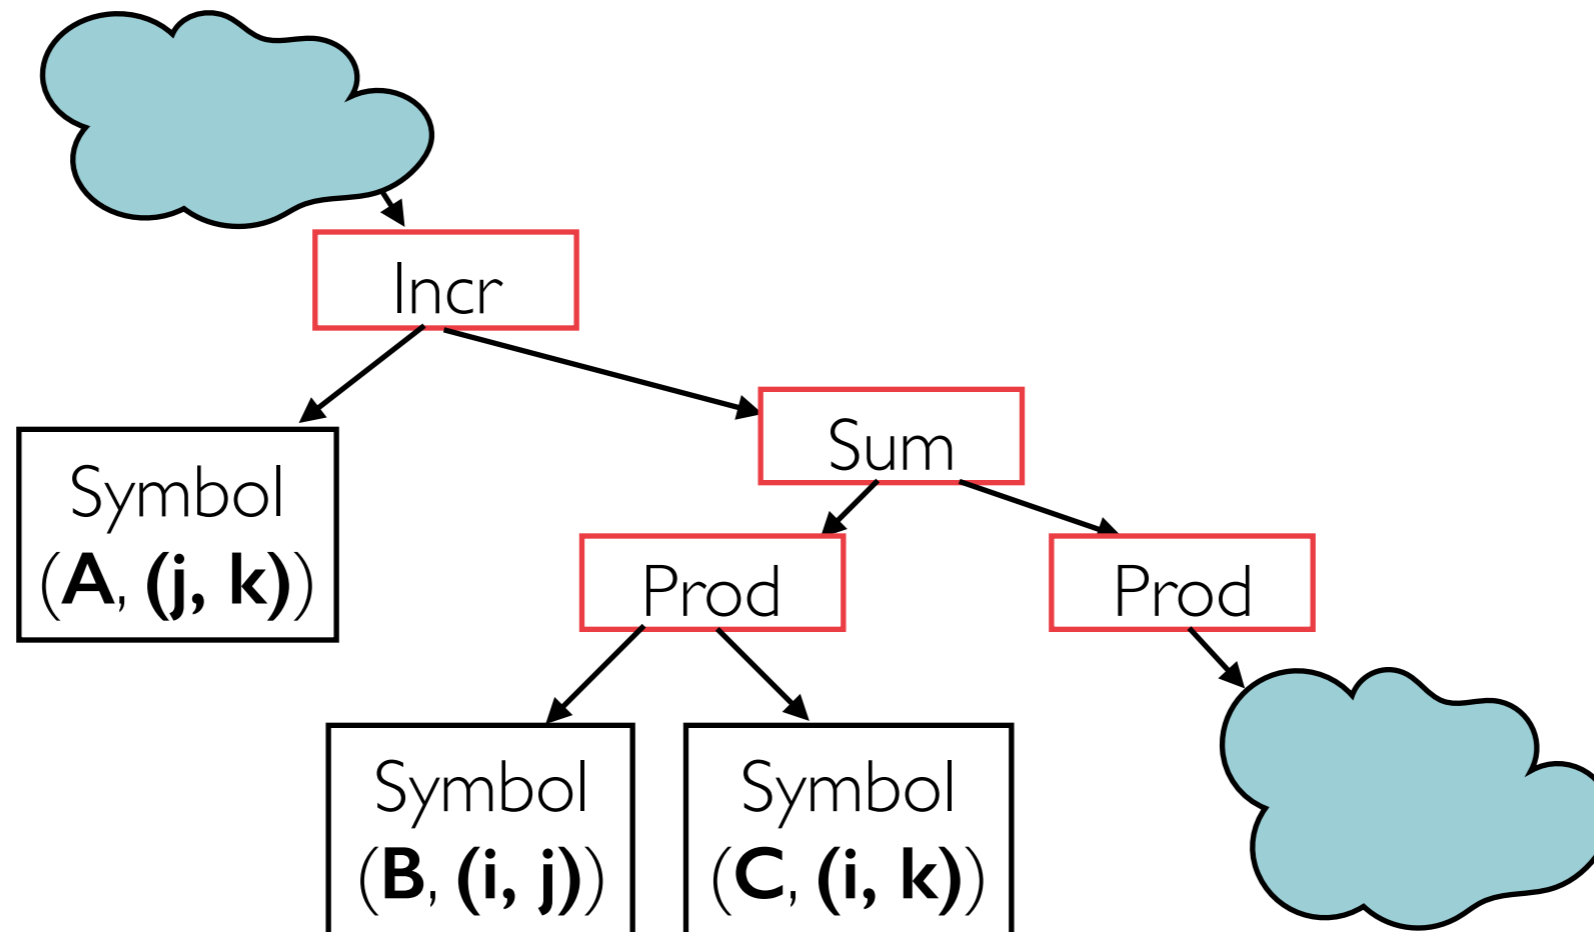 Incr
Sum
Symbol
(A, (j, k))
Prod
Prod
Symbol
(B, (i, j))
Symbol
(C, (i, k))